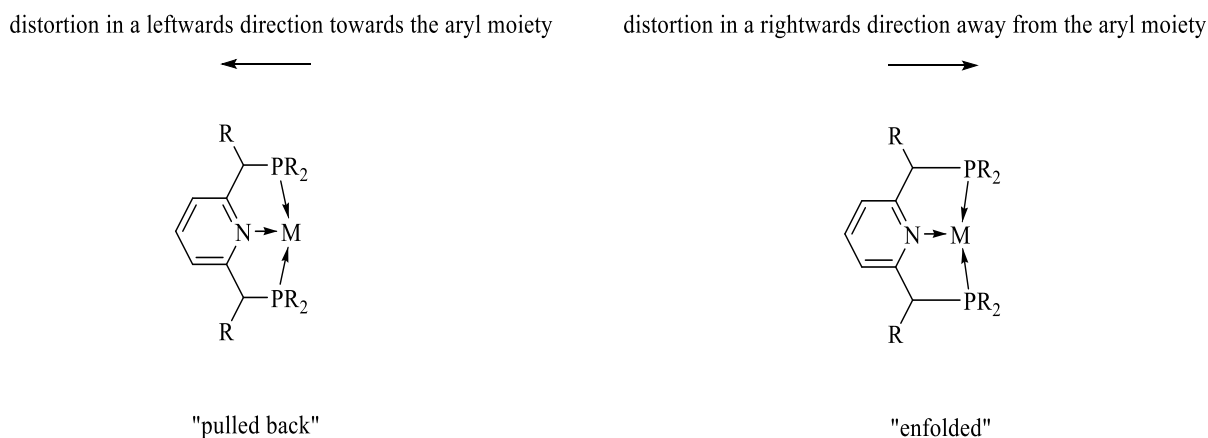 distortion in a leftwards direction towards the aryl moiety
distortion in a rightwards direction away from the aryl moiety
R
PR2
N
M
PR2
R
R
PR2
N
M
PR2
R
"pulled back"
"enfolded"